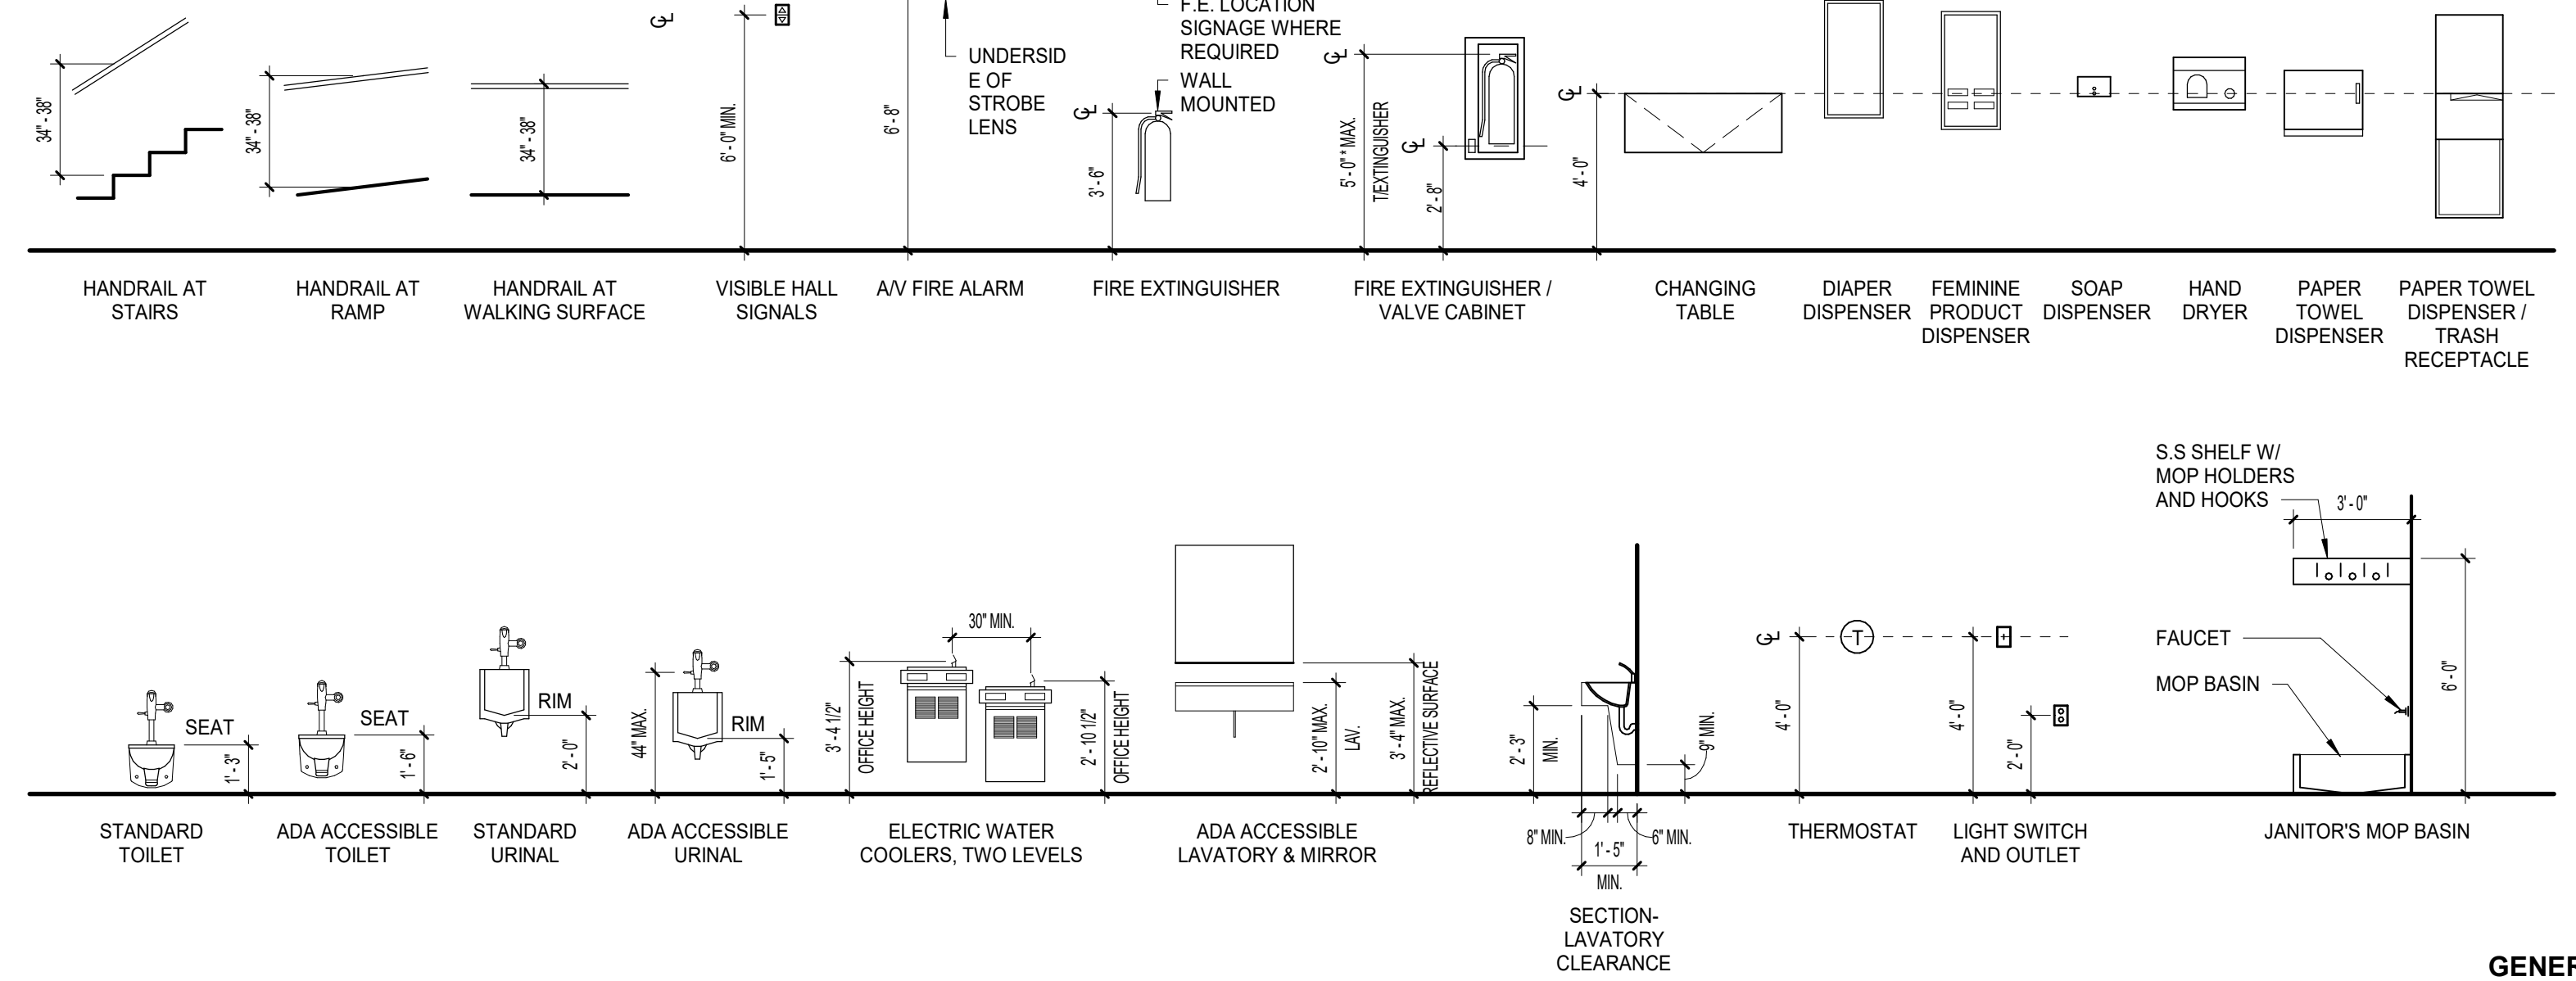 F.E. LOCATION
SIGNAGE WHERE
REQUIRED
UNDERSID
E OF
STROBE
LENS
WALL
MOUNTED
34" - 38"
34" - 38"
34" - 38"
6' - 0" MIN.
6' - 8"
3' - 6"
5' - 0" * MAX.
T/EXTINGUISHER
2' - 8"
4' - 0"
HANDRAIL AT
STAIRS
HANDRAIL AT
RAMP
HANDRAIL AT
WALKING SURFACE
VISIBLE HALL
SIGNALS
A/V FIRE ALARM
FIRE EXTINGUISHER
FIRE EXTINGUISHER /
VALVE CABINET
CHANGING
TABLE
DIAPER
DISPENSER
FEMININE
PRODUCT
DISPENSER
SOAP
DISPENSER
HAND
DRYER
PAPER
TOWEL
DISPENSER
PAPER TOWEL
DISPENSER /
TRASH
RECEPTACLE
S.S SHELF W/
MOP HOLDERS
AND HOOKS
3' - 0"
FAUCET
MOP BASIN
6' - 0"
SEAT
1' - 3"
SEAT
1' - 6"
RIM
2' - 0"
44" MAX.
RIM
1' - 5"
30" MIN.
3' - 4 1/2"
OFFICE HEIGHT
2' - 10 1/2"
OFFICE HEIGHT
2' - 10" MAX.
LAV.
3' - 4" MAX.
REFLECTIVE SURFACE
2' - 3"
MIN.
9" MIN.
8" MIN.
6" MIN.
1' - 5"
MIN.
T
4' - 0"
4' - 0"
2' - 0"
STANDARD
TOILET
ADA ACCESSIBLE
TOILET
STANDARD
URINAL
ADA ACCESSIBLE
URINAL
ELECTRIC WATER
COOLERS, TWO LEVELS
ADA ACCESSIBLE
LAVATORY & MIRROR
SECTION-
LAVATORY
CLEARANCE
THERMOSTAT
LIGHT SWITCH
AND OUTLET
JANITOR'S MOP BASIN
GENER